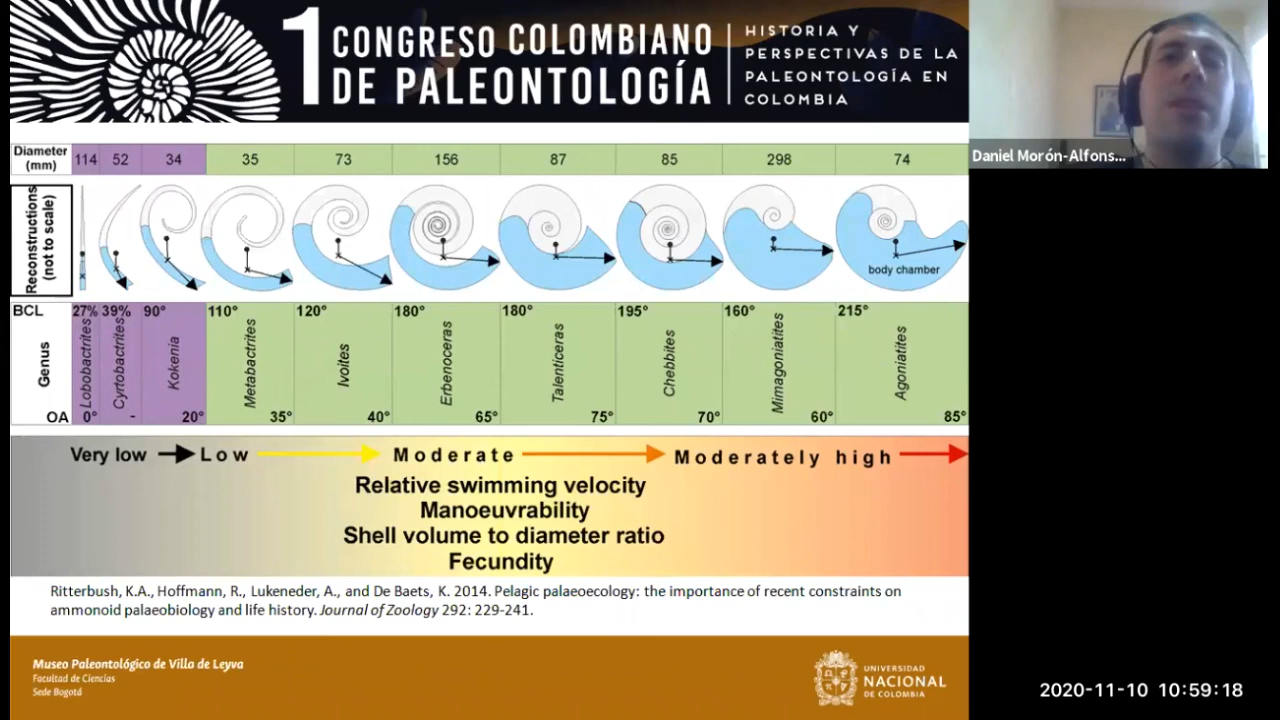 1 CONGRESO COLOMBIANO
DE PALEONTOLOGÍA
HISTORIA Y
PERSPECTIVAS DE LA
PALEONTOLOGÍA EN
COLOMBIA
Daniel Morón-Alfons...
Diameter
(mm)
114 52 34 35 73 156 87 85 298 74
Reconstructions
(not to scale)
body chamber
BCL 27% 39% 90° 110° 120° 180° 180° 195° 160° 215°
Genus Lobobactrites Cyrtobactrites Kokenia Metabactrites Ivoites Erbenoceras Talenticeras Chebbites Mimagoniatites Agoniatites
OA 0° - 20° 35° 40° 65° 75° 70° 60° 85°
Very low Low Moderate Moderately high
Relative swimming velocity
Manoeuvrability
Shell volume to diameter ratio
Fecundity
Ritterbush, K.A., Hoffmann, R., Lukeneder, A., and De Baets, K. 2014. Pelagic palaeoecology: the importance of recent constraints on
ammonoid palaeobiology and life history. Journal of Zoology 292: 229-241.
Museo Paleontológico de Villa de Leyva
Facultad de Ciencias
Sede Bogotá
UNIVERSIDAD
NACIONAL
DE COLOMBIA
2020-11-10 10:59:18